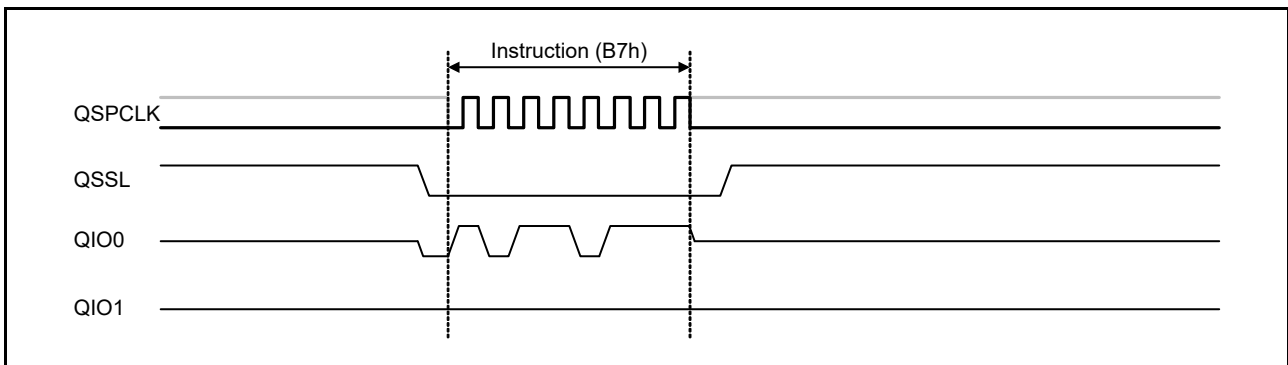 Instruction (B7h)
QSPCLK
QSSL
QIO0
QIO1